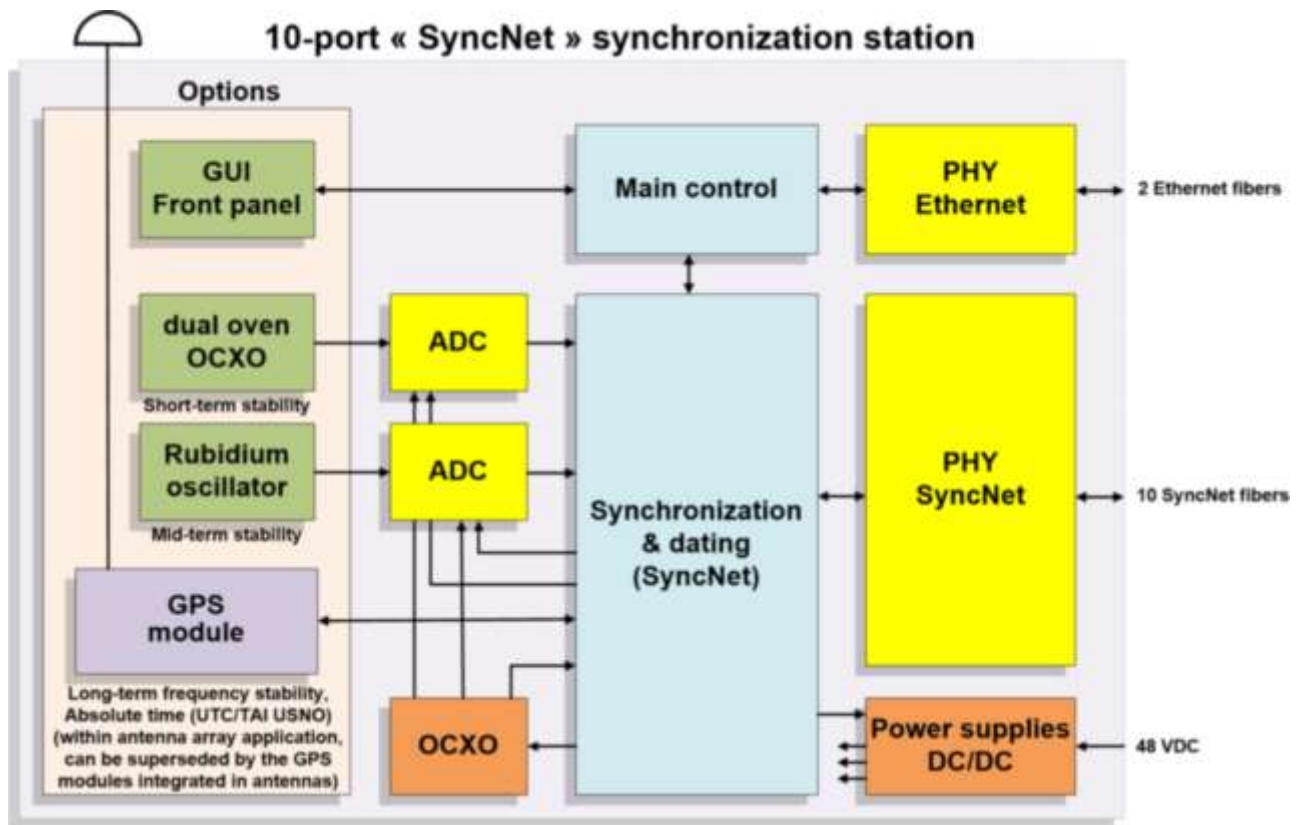 10-port « SyncNet » synchronization station
Options
GUI
Front panel
Main control
PHY
Ethernet
2 Ethernet fibers
dual oven
OCXO
Short-term stability
ADC
Rubidium
oscillator
Mid-term stability
ADC
Synchronization
& dating
(SyncNet)
PHY
SyncNet
10 SyncNet fibers
GPS
module
Long-term frequency stability,
Absolute time (UTC/TAI USNO)
(within antenna array application,
can be superseded by the GPS
modules integrated in antennas)
OCXO
Power supplies
DC/DC
48 VDC